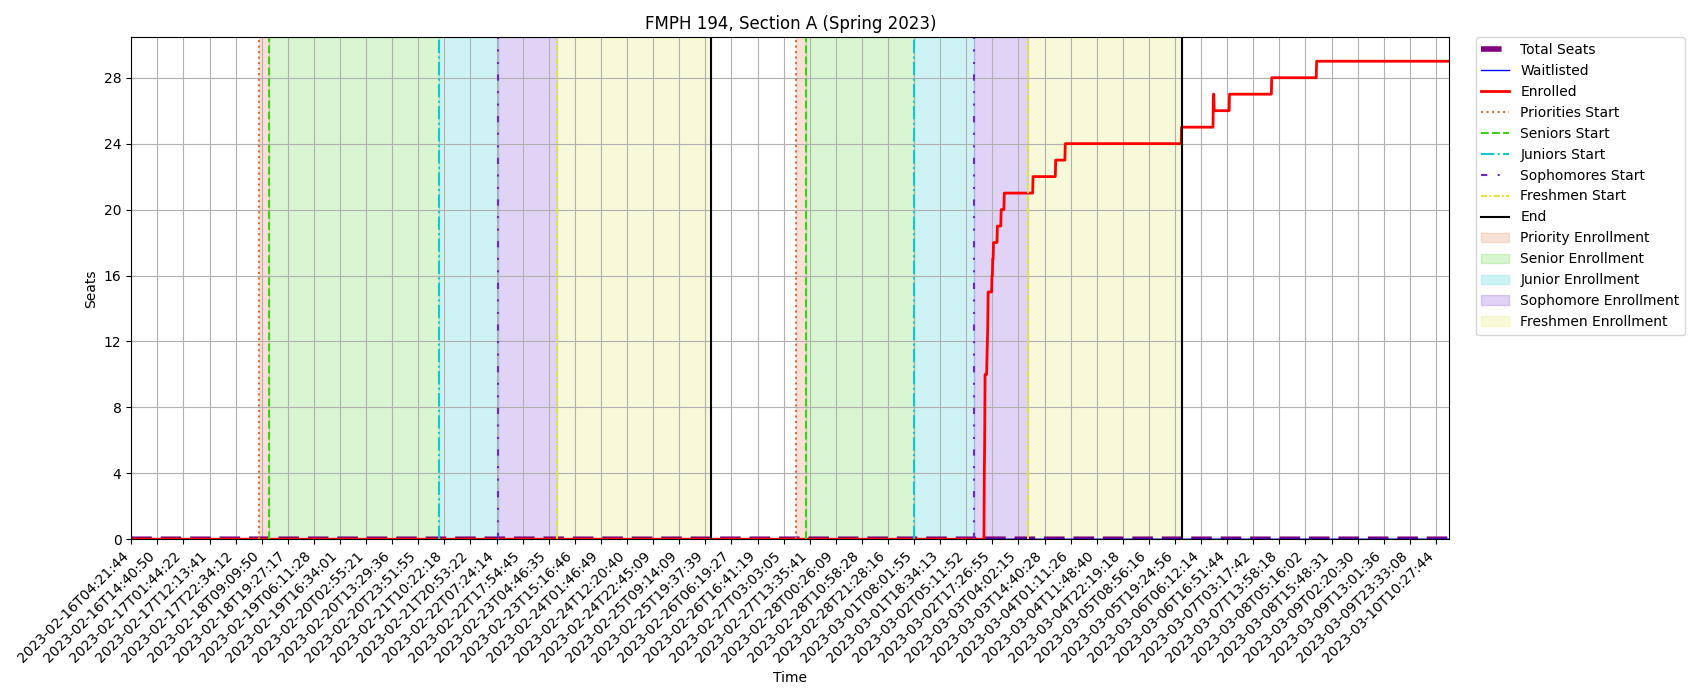 FMPH 194, Section A (Spring 2023)
Seats
28
24
20
16
12
8
4
0
2023-02-16T04:21:44
2023-02-16T14:40:50
2023-02-17T01:44:22
2023-02-17T12:13:41
2023-02-17T22:34:12
2023-02-18T09:09:50
2023-02-18T19:27:17
2023-02-19T06:11:28
2023-02-19T16:34:01
2023-02-20T02:55:21
2023-02-20T13:29:36
2023-02-20T23:51:55
2023-02-21T10:22:18
2023-02-21T20:53:22
2023-02-22T07:24:14
2023-02-22T17:54:45
2023-02-23T04:46:35
2023-02-23T15:16:46
2023-02-24T01:46:49
2023-02-24T12:20:40
2023-02-24T22:45:09
2023-02-25T09:14:09
2023-02-25T19:37:39
2023-02-26T06:19:27
2023-02-26T16:41:19
2023-02-27T03:03:05
2023-02-27T13:35:41
2023-02-28T00:26:09
2023-02-28T10:58:28
2023-02-28T21:28:16
2023-03-01T08:01:55
2023-03-01T18:34:13
2023-03-02T05:11:52
2023-03-02T17:26:55
2023-03-03T04:02:15
2023-03-03T14:40:28
2023-03-04T01:11:26
2023-03-04T11:48:40
2023-03-04T22:19:18
2023-03-05T08:56:16
2023-03-05T19:24:56
2023-03-06T06:12:14
2023-03-06T16:51:44
2023-03-07T03:17:42
2023-03-07T13:58:18
2023-03-08T05:16:02
2023-03-08T15:48:31
2023-03-09T02:20:30
2023-03-09T13:01:36
2023-03-09T23:33:08
2023-03-10T10:27:44
Time
Total Seats
Waitlisted
Enrolled
Priorities Start
Seniors Start
Juniors Start
Sophomores Start
Freshmen Start
End
Priority Enrollment
Senior Enrollment
Junior Enrollment
Sophomore Enrollment
Freshmen Enrollment